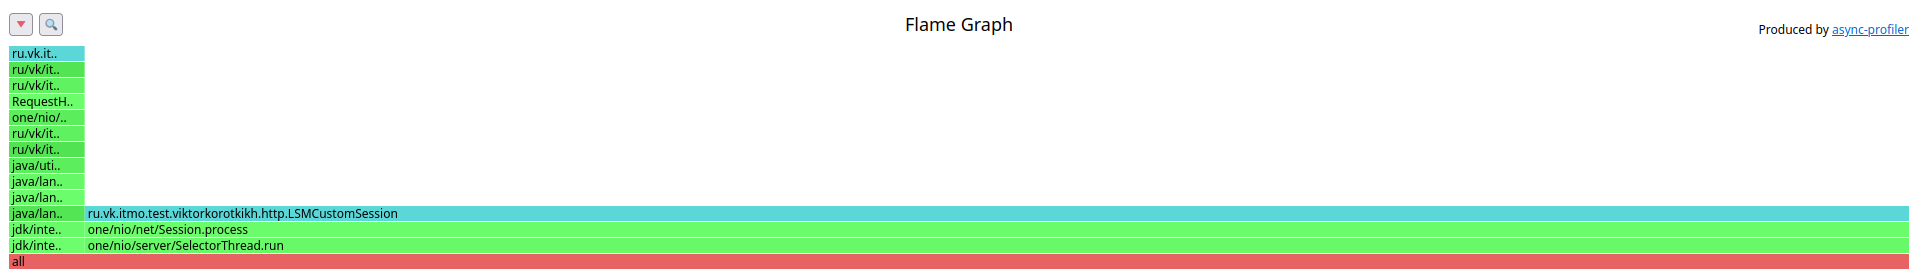 Flame Graph
Produced by async-profiler
ru.vk.it..
ru/vk/it..
ru/vk/it..
RequestH..
one/nio/..
ru/vk/it..
ru/vk/it..
java/uti..
java/lan..
java/lan..
java/lan.. ru.vk.itmo.test.viktorkorotkikh.http.LSMCustomSession
jdk/inte.. one/nio/net/Session.process
jdk/inte.. one/nio/server/SelectorThread.run
all